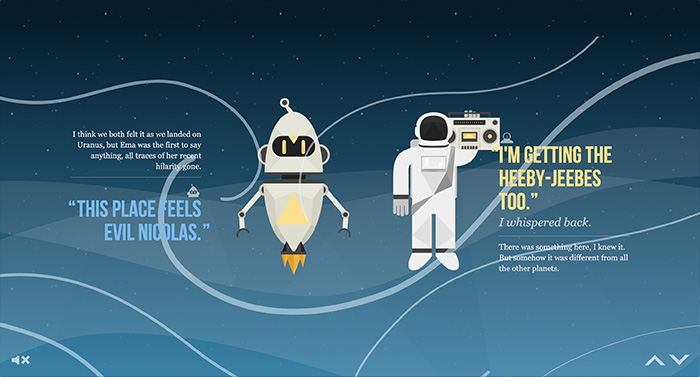 I think we both felt it as we landed on
Uranus, but Ema was the first to say
anything, all traces of her recent
hilarity gone.
“THIS PLACE FEELS
EVIL NICOLAS.”
“I'M GETTING THE
HEEBY-JEEBES
TOO.”
I whispered back.
There was something here, I knew it.
But somehow it was different from all
the other planets.